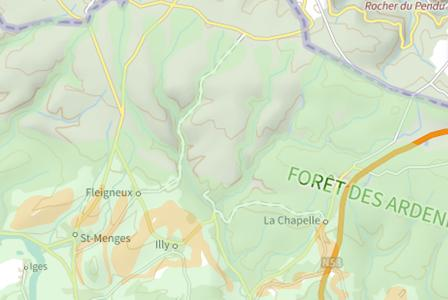 Rocher du Pendu
FORÊT DES ARDENN
Fleigneux
La Chapelle
St-Menges
Illy
N58
Iges